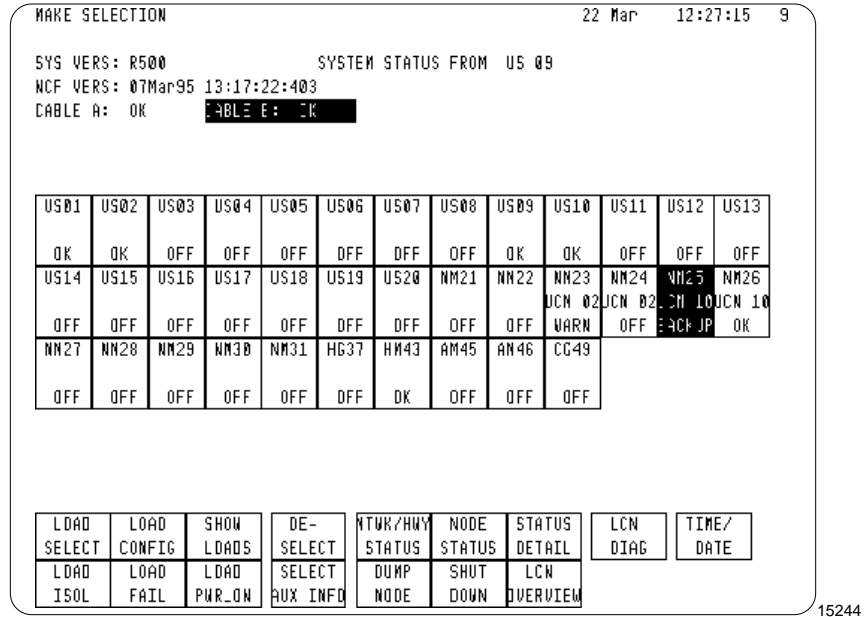 MAKE SELECTION 22 Mar 12:27:15 9
SYS VERS: R500 SYSTEM STATUS FROM US 09
NCF VERS: 07Mar95 13:17:22:403
CABLE A: OK CABLE B: OK
US01 US02 US03 US04 US05 US06 US07 US08 US09 US10 US11 US12 US13
OK OK OFF OFF OFF OFF OFF OFF OK OK OFF OFF OFF
US14 US15 US16 US17 US18 US19 US20 NM21 NM22 NM23 NM24 NM25 NM26
UCN 02 UCN 02 UCN 10 UCN 10
OFF OFF OFF OFF OFF OFF OFF OFF OFF WARN OFF BACKUP OK
NM27 NM28 NM29 NM30 NM31 HG37 HM43 AM45 AM46 CG49
OFF OFF OFF OFF OFF OFF OK OFF OFF OFF
LOAD LOAD SHOW DE- NTWK/HWY NODE STATUS LCN TIME/
SELECT CONFIG LOADS SELECT STATUS STATUS DETAIL DIAG DATE
LOAD LOAD LOAD SELECT DUMP SHUT LCN
ISOL FAIL PWR_ON AUX INFO NODE DOWN OVERVIEW
15244